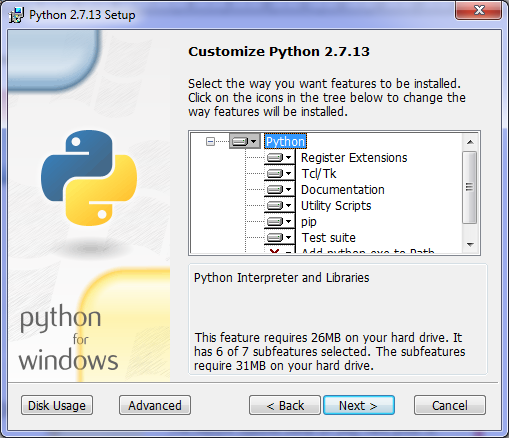 Python 2.7.13 Setup
Customize Python 2.7.13
Select the way you want features to be installed.
Click on the icons in the tree below to change the
way features will be installed.
Python
Register Extensions
Tcl/Tk
Documentation
Utility Scripts
pip
Test suite
Add python.exe to Path
Python Interpreter and Libraries
This feature requires 26MB on your hard drive. It
has 6 of 7 subfeatures selected. The subfeatures
require 31MB on your hard drive.
python
for
windows
Disk Usage
Advanced
< Back
Next >
Cancel